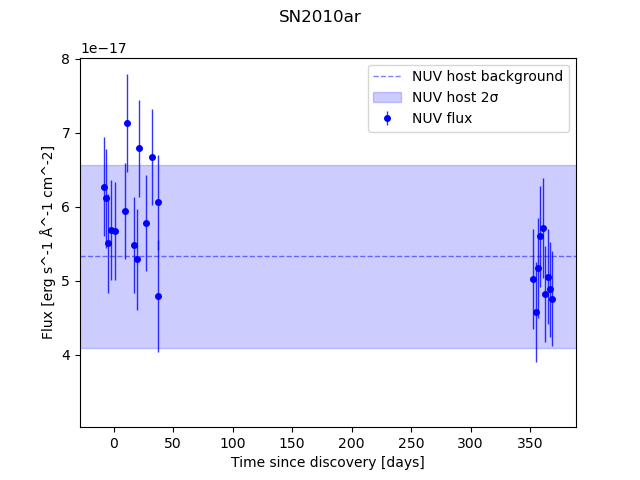 SN2010ar
1e−17
8
7
6
5
4
Flux [erg s^-1 Å^-1 cm^-2]
NUV host background
NUV host 2σ
NUV flux
0 50 100 150 200 250 300 350
Time since discovery [days]